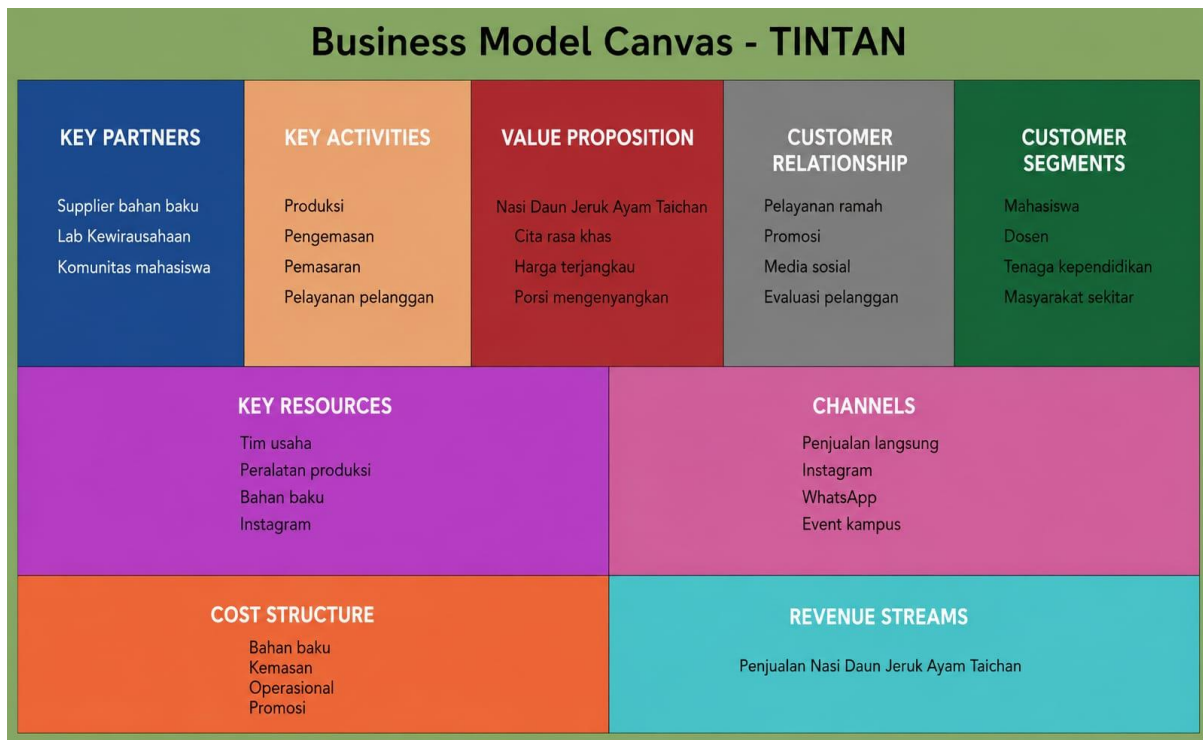 Business Model Canvas - TINTAN
KEY PARTNERS
Supplier bahan baku
Lab Kewirausahaan
Komunitas mahasiswa
KEY ACTIVITIES
Produksi
Pengemasan
Pemasaran
Pelayanan pelanggan
VALUE PROPOSITION
Nasi Daun Jeruk Ayam Taichan
Cita rasa khas
Harga terjangkau
Porsi mengenyangkan
CUSTOMER
RELATIONSHIP
Pelayanan ramah
Promosi
Media sosial
Evaluasi pelanggan
CUSTOMER
SEGMENTS
Mahasiswa
Dosen
Tenaga kependidikan
Masyarakat sekitar
KEY RESOURCES
Tim usaha
Peralatan produksi
Bahan baku
Instagram
CHANNELS
Penjualan langsung
Instagram
WhatsApp
Event kampus
COST STRUCTURE
Bahan baku
Kemasan
Operasional
Promosi
REVENUE STREAMS
Penjualan Nasi Daun Jeruk Ayam Taichan